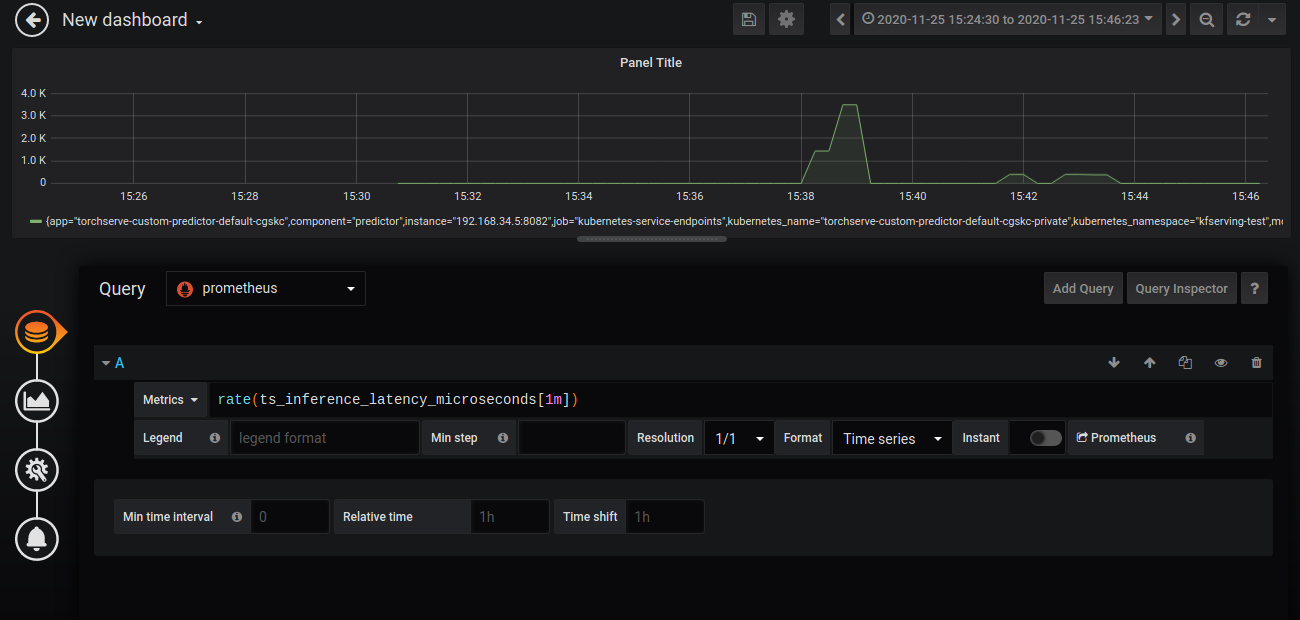 New dashboard
2020-11-25 15:24:30 to 2020-11-25 15:46:23
Panel Title
4.0 K
3.0 K
2.0 K
1.0 K
0
15:26 15:28 15:30 15:32 15:34 15:36 15:38 15:40 15:42 15:44 15:46
{app="torchserve-custom-predictor-default-cgskc",component="predictor",instance="192.168.34.5:8082",job="kubernetes-service-endpoints",kubernetes_name="torchserve-custom-predictor-default-cgskc-private",kubernetes_namespace="kfserving-test",mo
Query prometheus Add Query Query Inspector ?
A
Metrics rate(ts_inference_latency_microseconds[1m])
Legend legend format Min step Resolution 1/1 Format Time series Instant Prometheus
Min time interval 0 Relative time 1h Time shift 1h